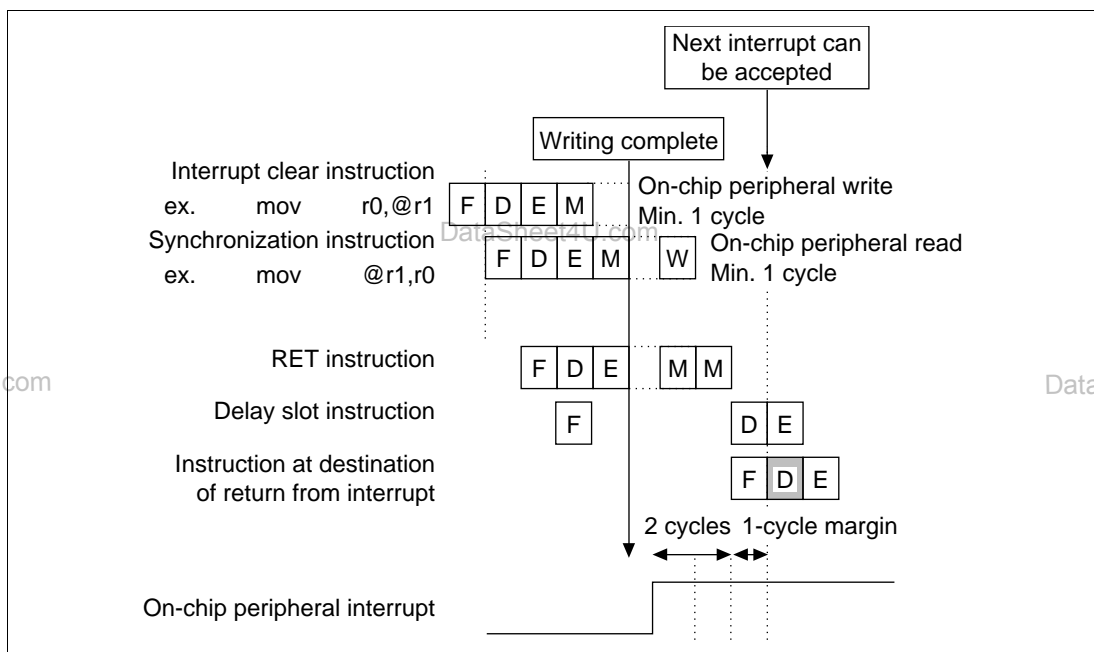 Next interrupt can
be accepted
Writing complete
Interrupt clear instruction
ex. mov r0,@r1
F D E M
On-chip peripheral write
Min. 1 cycle
DataSheet4U.com
Synchronization instruction
ex. mov @r1,r0
F D E M W
On-chip peripheral read
Min. 1 cycle
RET instruction
F D E M M
.com
Data
Delay slot instruction
F D E
Instruction at destination
of return from interrupt
F D E
2 cycles 1-cycle margin
On-chip peripheral interrupt